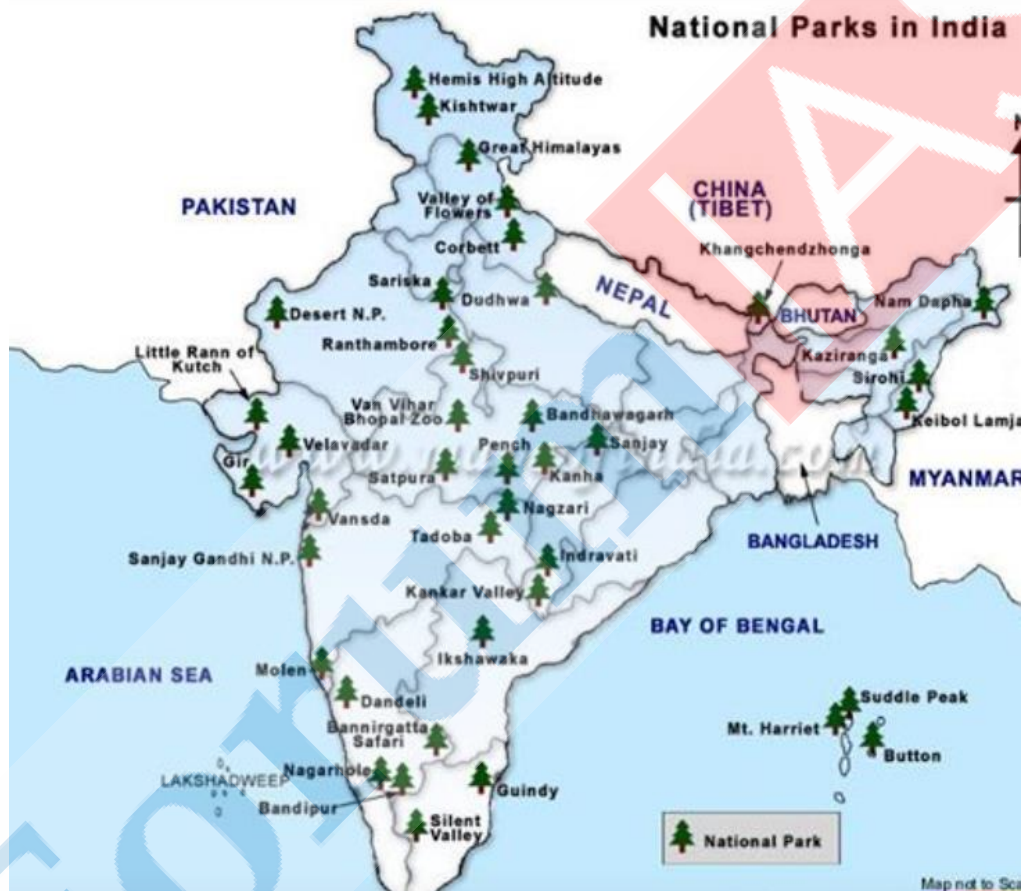 National Parks in India
Hemis High Altitude
Kishtwar
Great Himalayas
PAKISTAN
Valley of
Flowers
CHINA
(TIBET)
Corbett
Khangchendzhonga
Sariska
Dudhwa
NEPAL
BHUTAN
Nam Dapha
Desert N.P.
Ranthambore
Kaziranga
Little Rann of
Kutch
Shivpuri
Sirohi
Van Vihar
Bhopal Zoo
Bandhawagarh
Keibol Lamja
Velavadar
Pench
Sanjay
Gir
Satpura
Kanha
MYANMAR
Vansda
Nagzari
Tadoba
BANGLADESH
Sanjay Gandhi N.P.
Indravati
Kankar Valley
BAY OF BENGAL
Ikshawaka
ARABIAN SEA
Molen
Dandeli
Suddle Peak
Bannirgatta
Safari
Mt. Harriet
Button
Nagarhole
LAKSHADWEEP
Guindy
Bandipur
Silent
Valley
National Park
Map not to Sca
forumIA